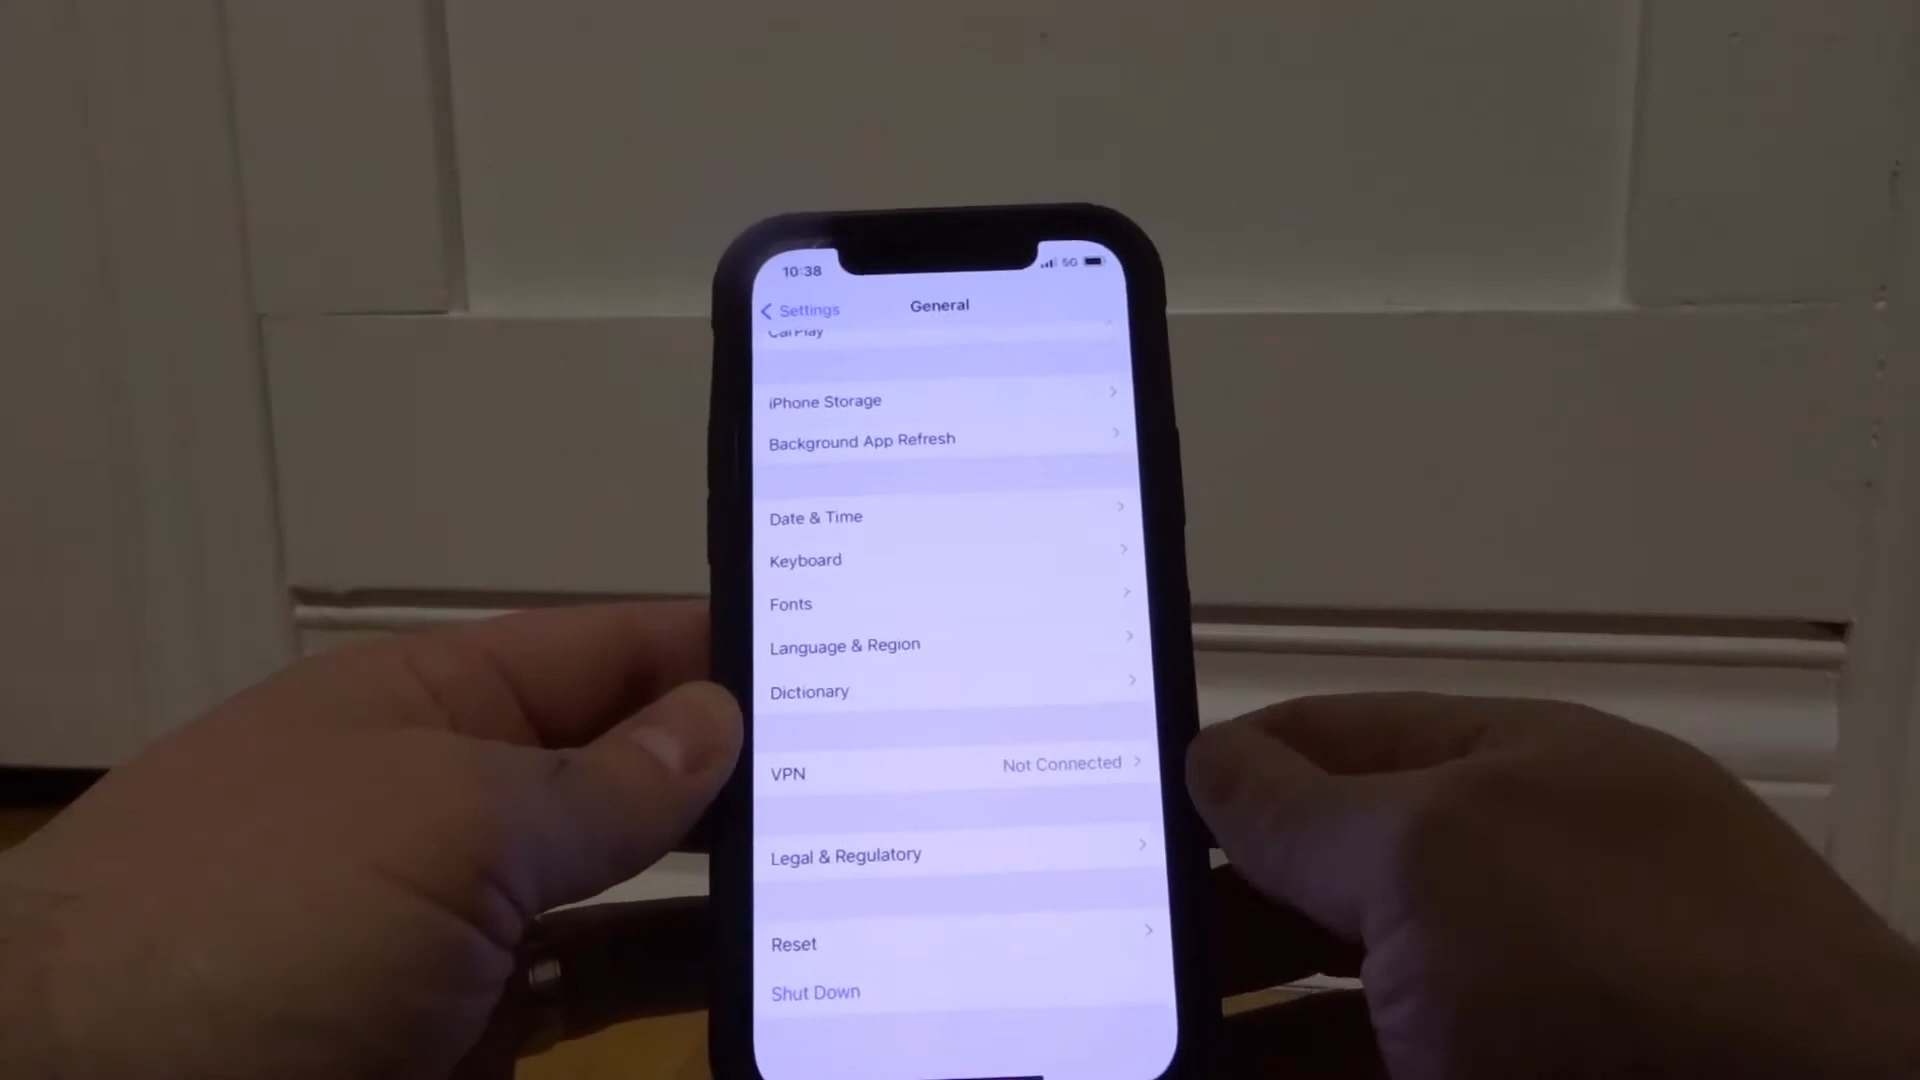 10:38
5G
Settings
General
CarPlay
iPhone Storage
Background App Refresh
Date & Time
Keyboard
Fonts
Language & Region
Dictionary
VPN Not Connected
Legal & Regulatory
Reset
Shut Down